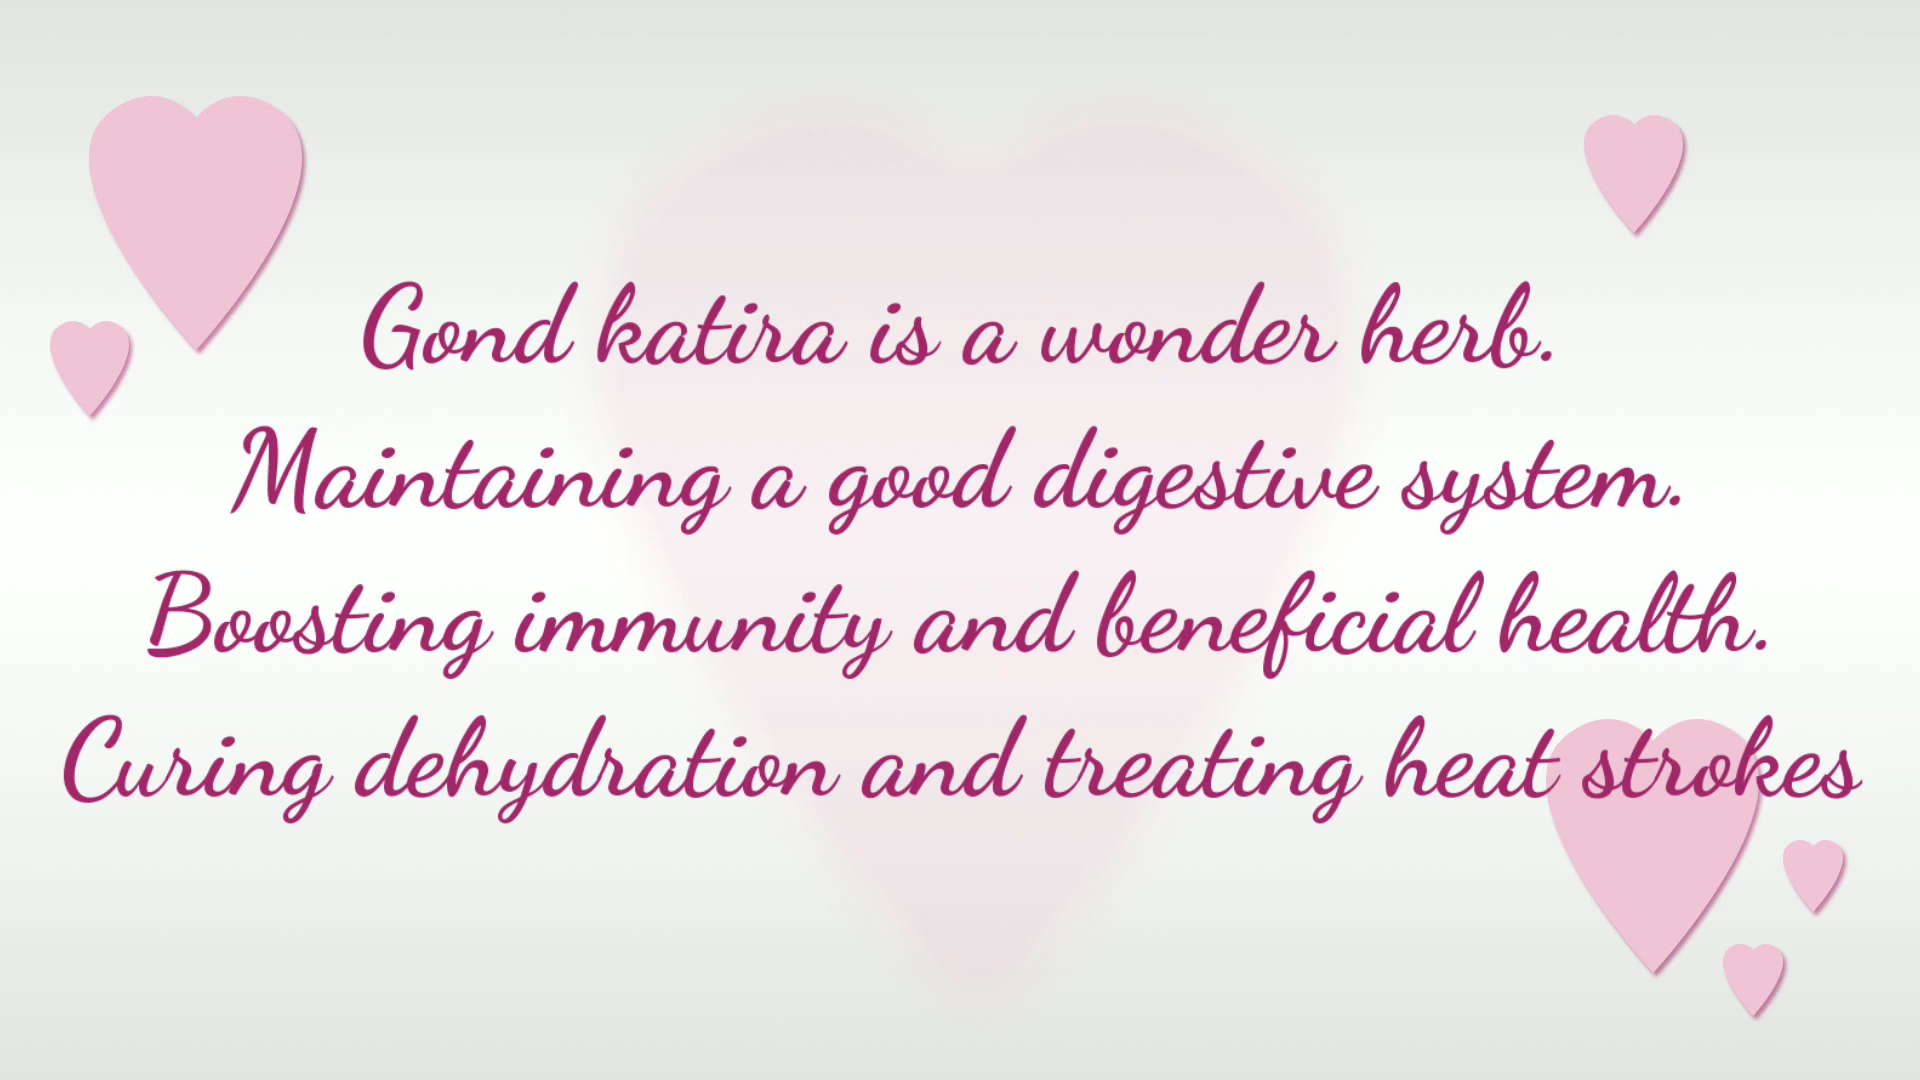 Gond katira is a wonder herb.
Maintaining a good digestive system.
Boosting immunity and beneficial health.
Curing dehydration and treating heat strokes